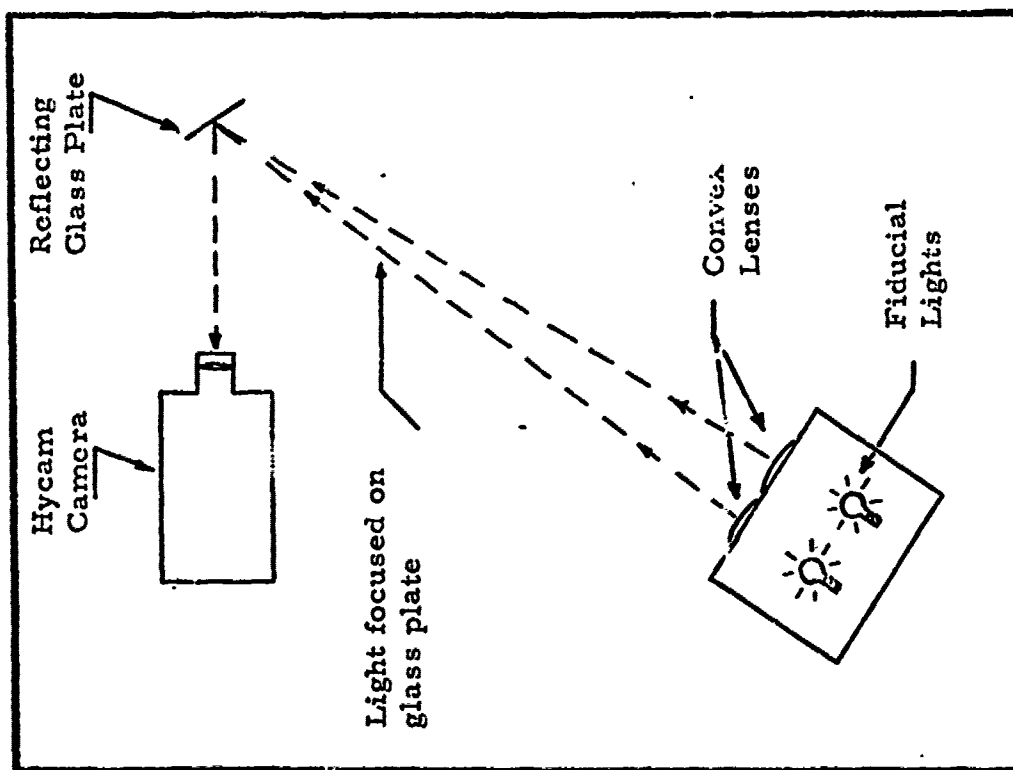 Hycam
Camera
Reflecting
Glass Plate
Light focused on
glass plate
Convex
Lenses
Fiducial
Lights